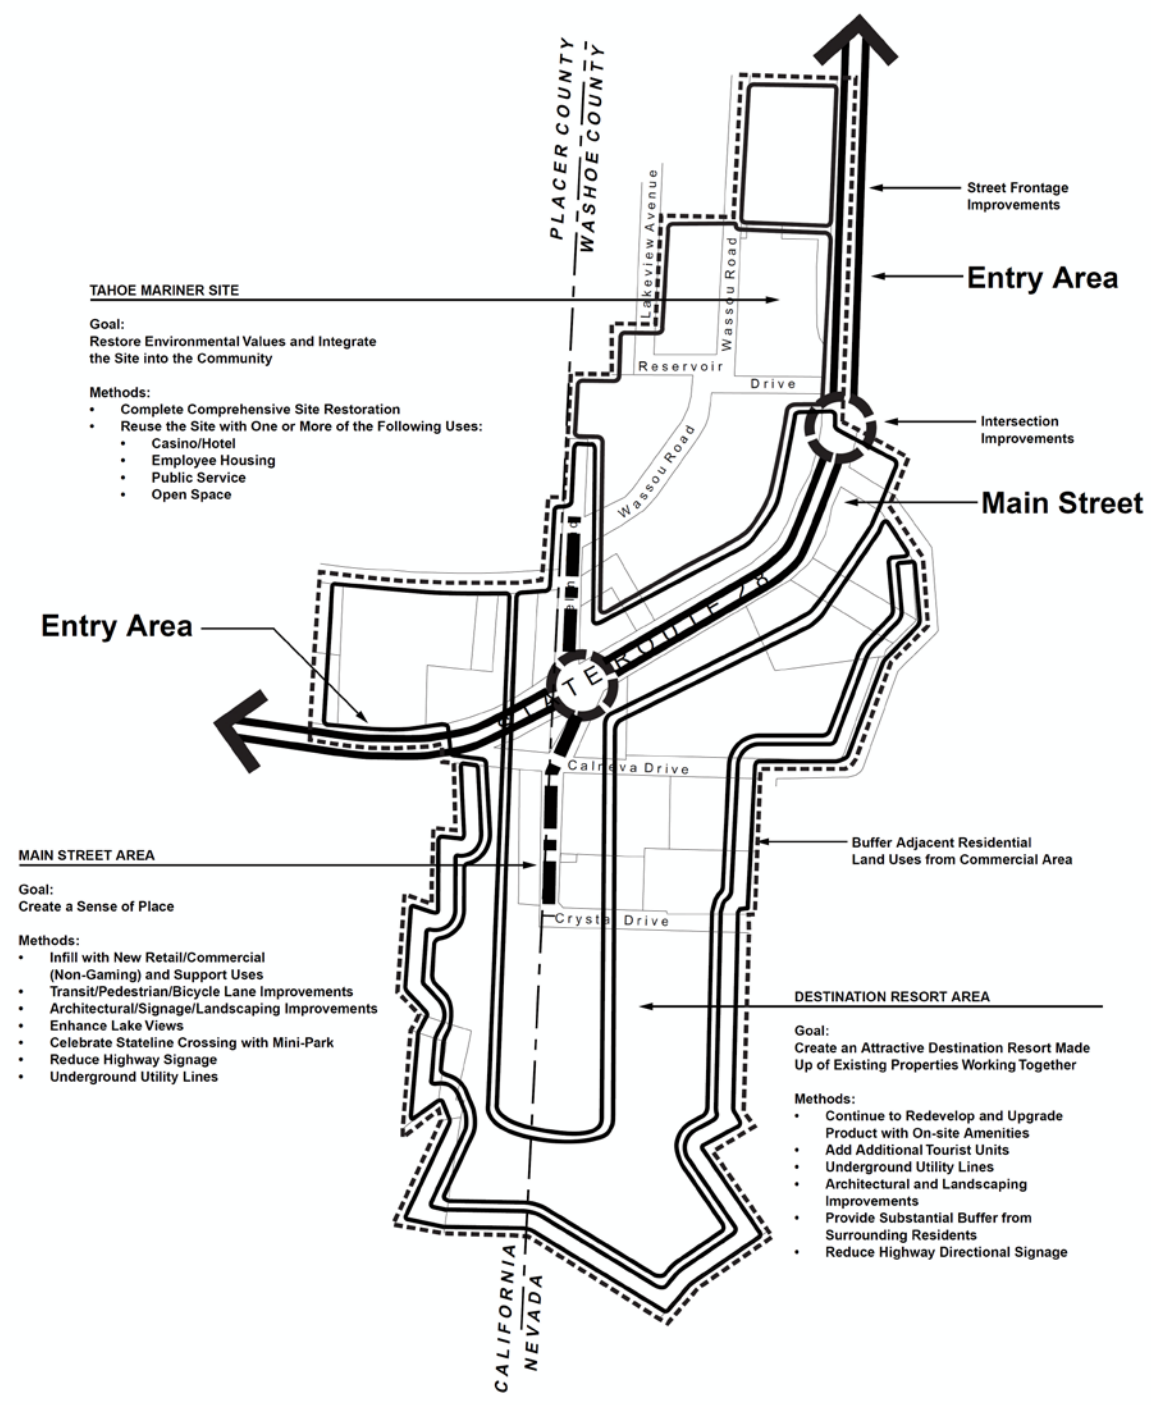 PLACER COUNTY
WASHOE COUNTY
Street Frontage
Improvements
Lakeview Avenue
Wassou Road
Entry Area
TAHOE MARINER SITE
Goal:
Restore Environmental Values and Integrate
the Site into the Community
Methods:
• Complete Comprehensive Site Restoration
• Reuse the Site with One or More of the Following Uses:
• Casino/Hotel
• Employee Housing
• Public Service
• Open Space
Reservoir
Drive
Intersection
Improvements
Wassou Road
Main Street
Entry Area
ROUTE 28
Calneva Drive
Buffer Adjacent Residential
Land Uses from Commercial Area
MAIN STREET AREA
Goal:
Create a Sense of Place
Methods:
• Infill with New Retail/Commercial
(Non-Gaming) and Support Uses
• Transit/Pedestrian/Bicycle Lane Improvements
• Architectural/Signage/Landscaping Improvements
• Enhance Lake Views
• Celebrate Stateline Crossing with Mini-Park
• Reduce Highway Signage
• Underground Utility Lines
Crystal Drive
DESTINATION RESORT AREA
Goal:
Create an Attractive Destination Resort Made
Up of Existing Properties Working Together
Methods:
• Continue to Redevelop and Upgrade
Product with On-site Amenities
• Add Additional Tourist Units
• Underground Utility Lines
• Architectural and Landscaping
Improvements
• Provide Substantial Buffer from
Surrounding Residents
• Reduce Highway Directional Signage
CALIFORNIA
NEVADA